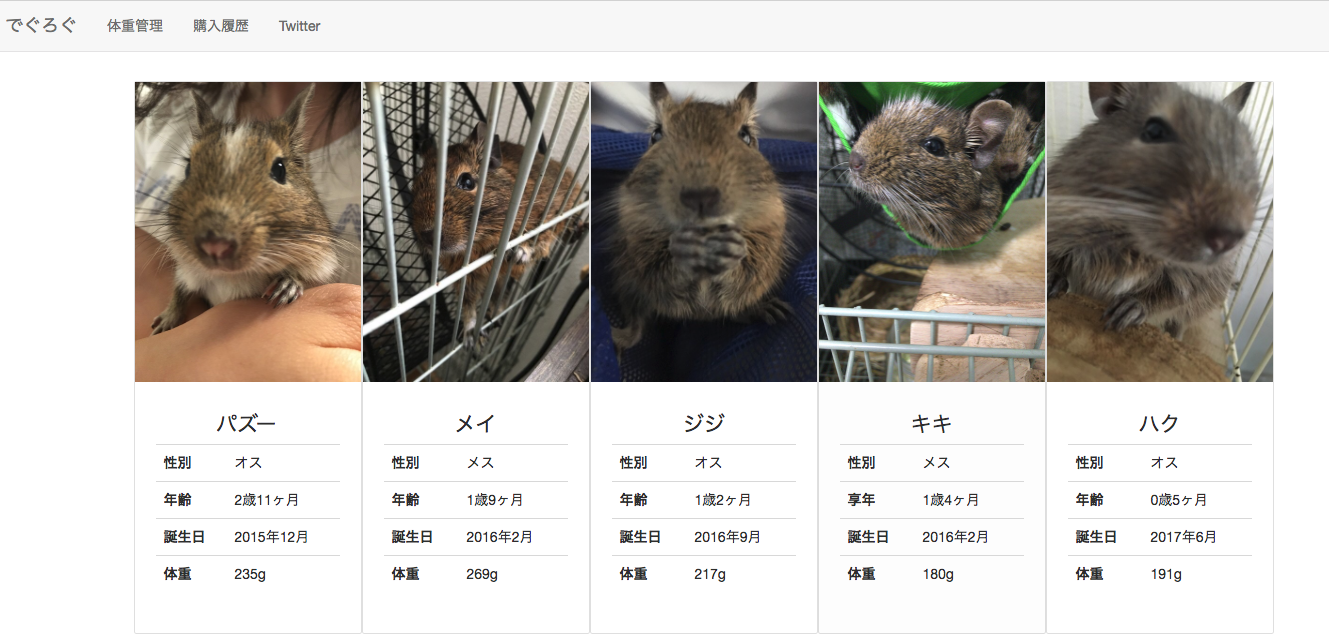 でぐろぐ 体重管理 購入履歴 Twitter
パズー メイ ジジ キキ ハク
性別 オス 性別 メス 性別 オス 性別 メス 性別 オス
年齢 2歳11ヶ月 年齢 1歳9ヶ月 年齢 1歳2ヶ月 享年 1歳4ヶ月 年齢 0歳5ヶ月
誕生日 2015年12月 誕生日 2016年2月 誕生日 2016年9月 誕生日 2016年2月 誕生日 2017年6月
体重 235g 体重 269g 体重 217g 体重 180g 体重 191g